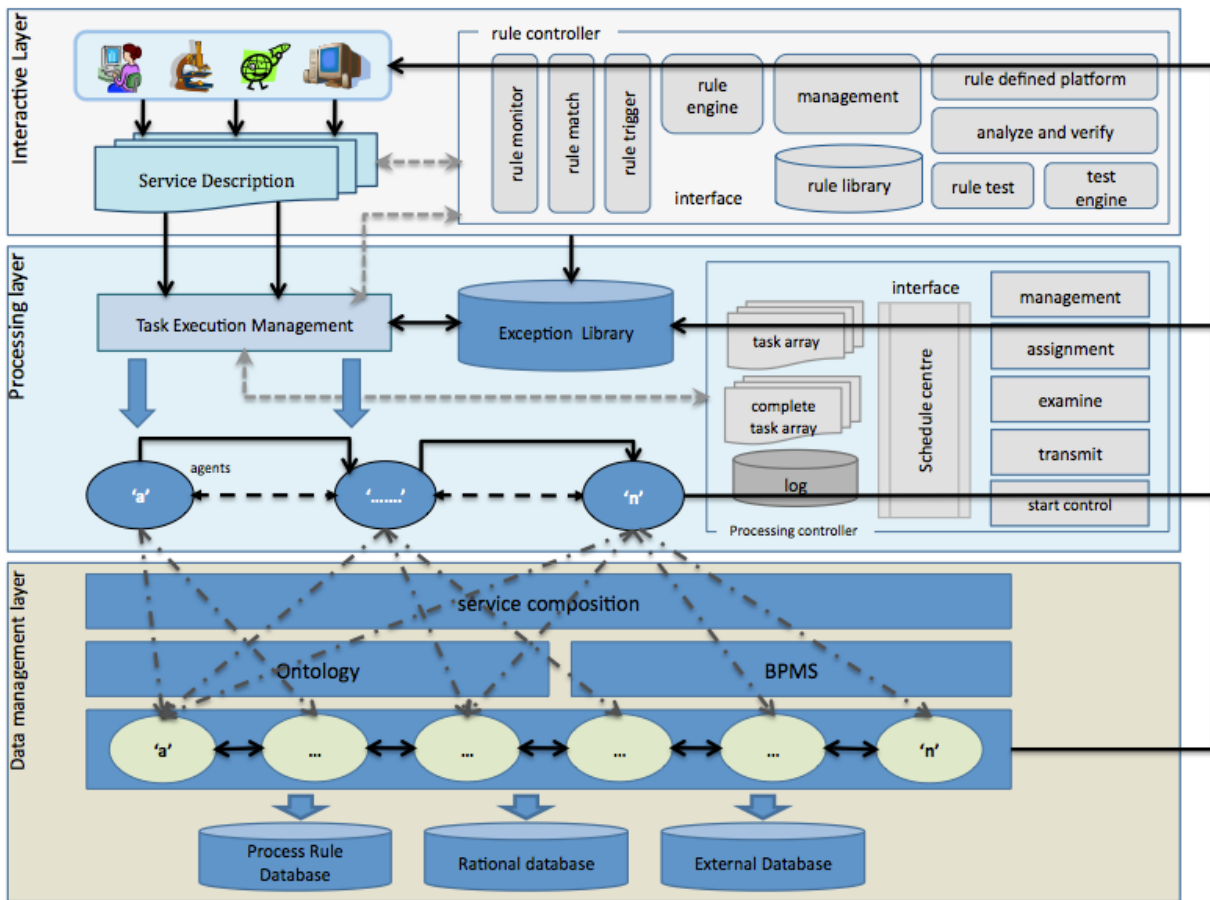 Interactive Layer
rule controller
rule monitor
rule match
rule trigger
rule
engine
management
rule defined platform
analyze and verify
rule library
rule test
test
engine
interface
Service Description
Processing layer
Task Execution Management
Exception Library
interface
task array
complete
task array
log
Schedule centre
management
assignment
examine
transmit
start control
Processing controller
agents
'a'
'.......'
'n'
Data management layer
service composition
Ontology
BPMS
'a'
...
...
...
...
'n'
Process Rule
Database
Rational database
External Database